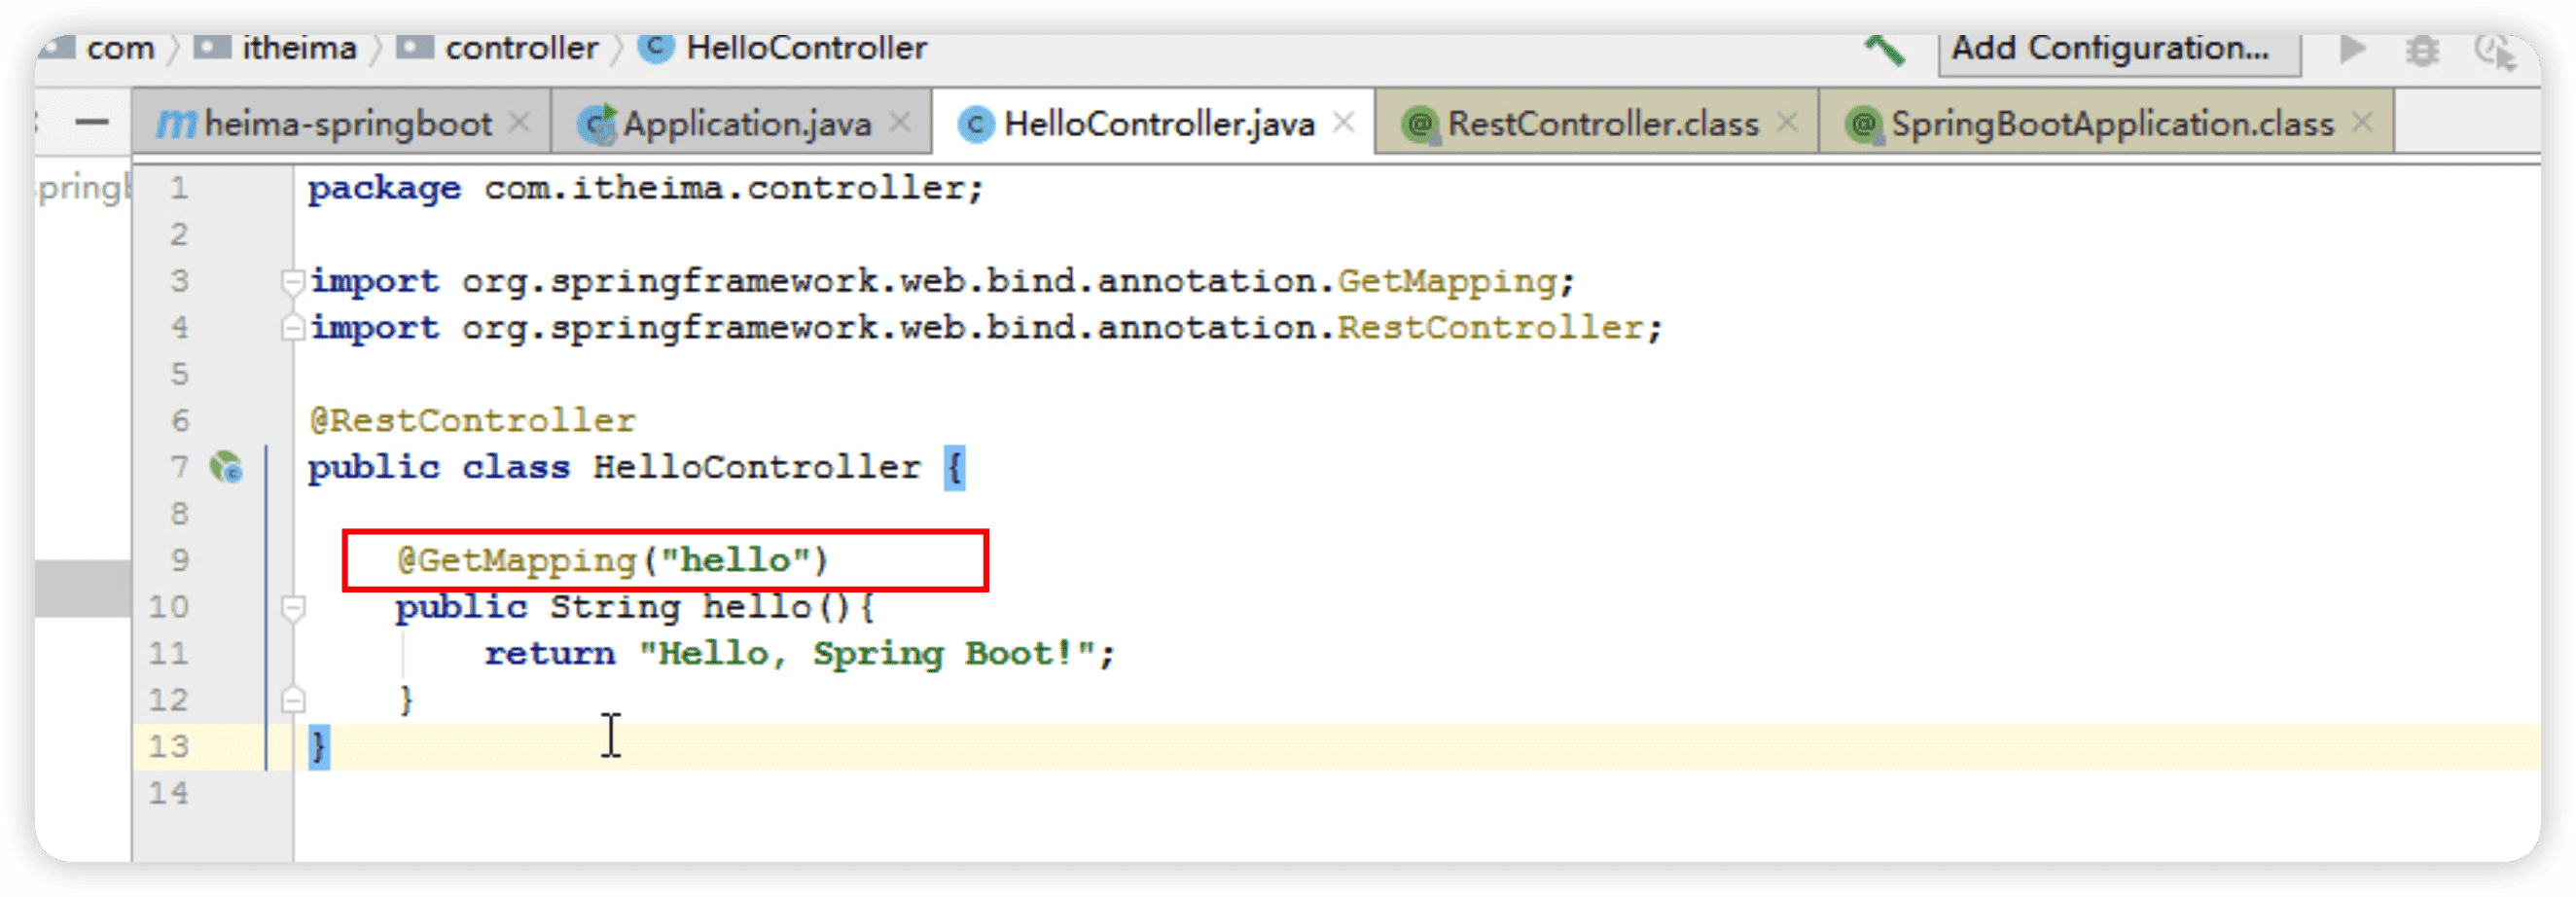 com itheima controller C HelloController Add Configuration...
m heima-springboot Application.java C HelloController.java @ RestController.class @ SpringBootApplication.class
1 package com.itheima.controller;
2
3 import org.springframework.web.bind.annotation.GetMapping;
4 import org.springframework.web.bind.annotation.RestController;
5
6 @RestController
7 public class HelloController {
8
9 @GetMapping("hello")
10 public String hello(){
11 return "Hello, Spring Boot!";
12 }
13 }
14